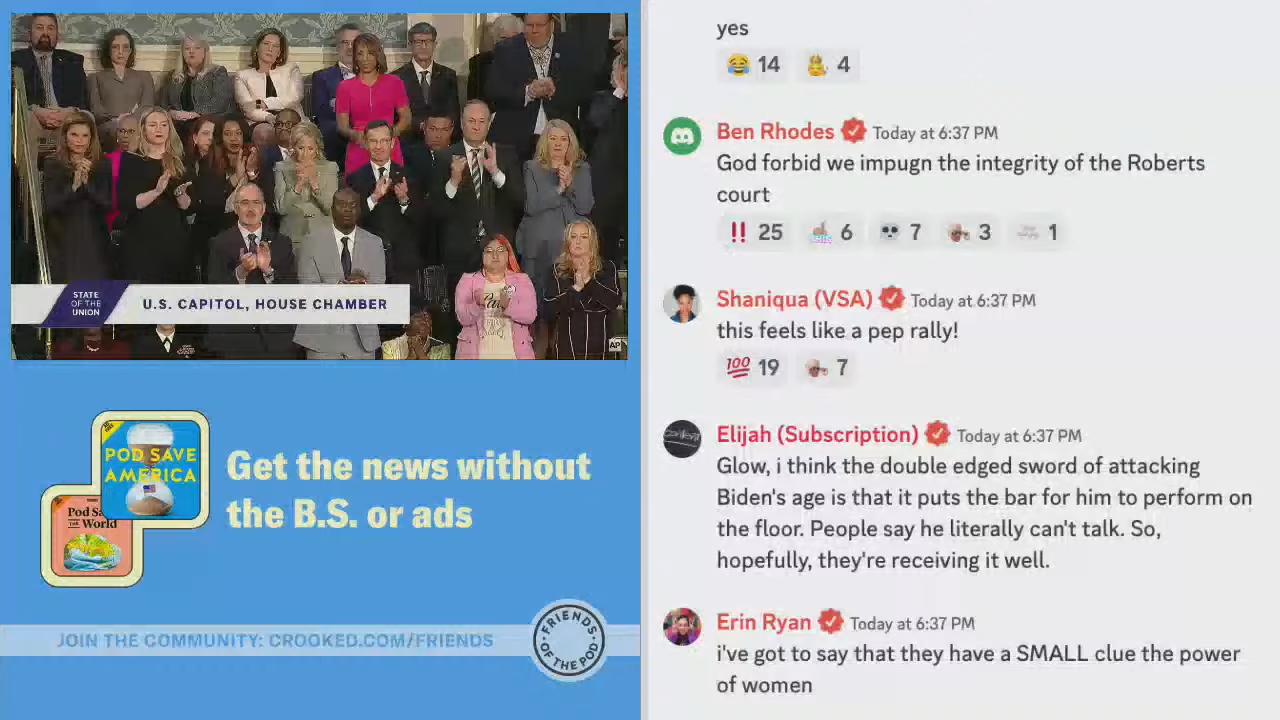 STATE
OF THE
UNION
U.S. CAPITOL, HOUSE CHAMBER
AP
POD SAVE
AMERICA
Pod Sa
THE World
Get the news without
the B.S. or ads
JOIN THE COMMUNITY: CROOKED.COM/FRIENDS
FRIENDS
OF THE POD
yes
14 4
Ben Rhodes Today at 6:37 PM
God forbid we impugn the integrity of the Roberts
court
25 6 7 3 1
Shaniqua (VSA) Today at 6:37 PM
this feels like a pep rally!
100 19 7
Elijah (Subscription) Today at 6:37 PM
Glow, i think the double edged sword of attacking
Biden's age is that it puts the bar for him to perform on
the floor. People say he literally can't talk. So,
hopefully, they're receiving it well.
Erin Ryan Today at 6:37 PM
i've got to say that they have a SMALL clue the power
of women